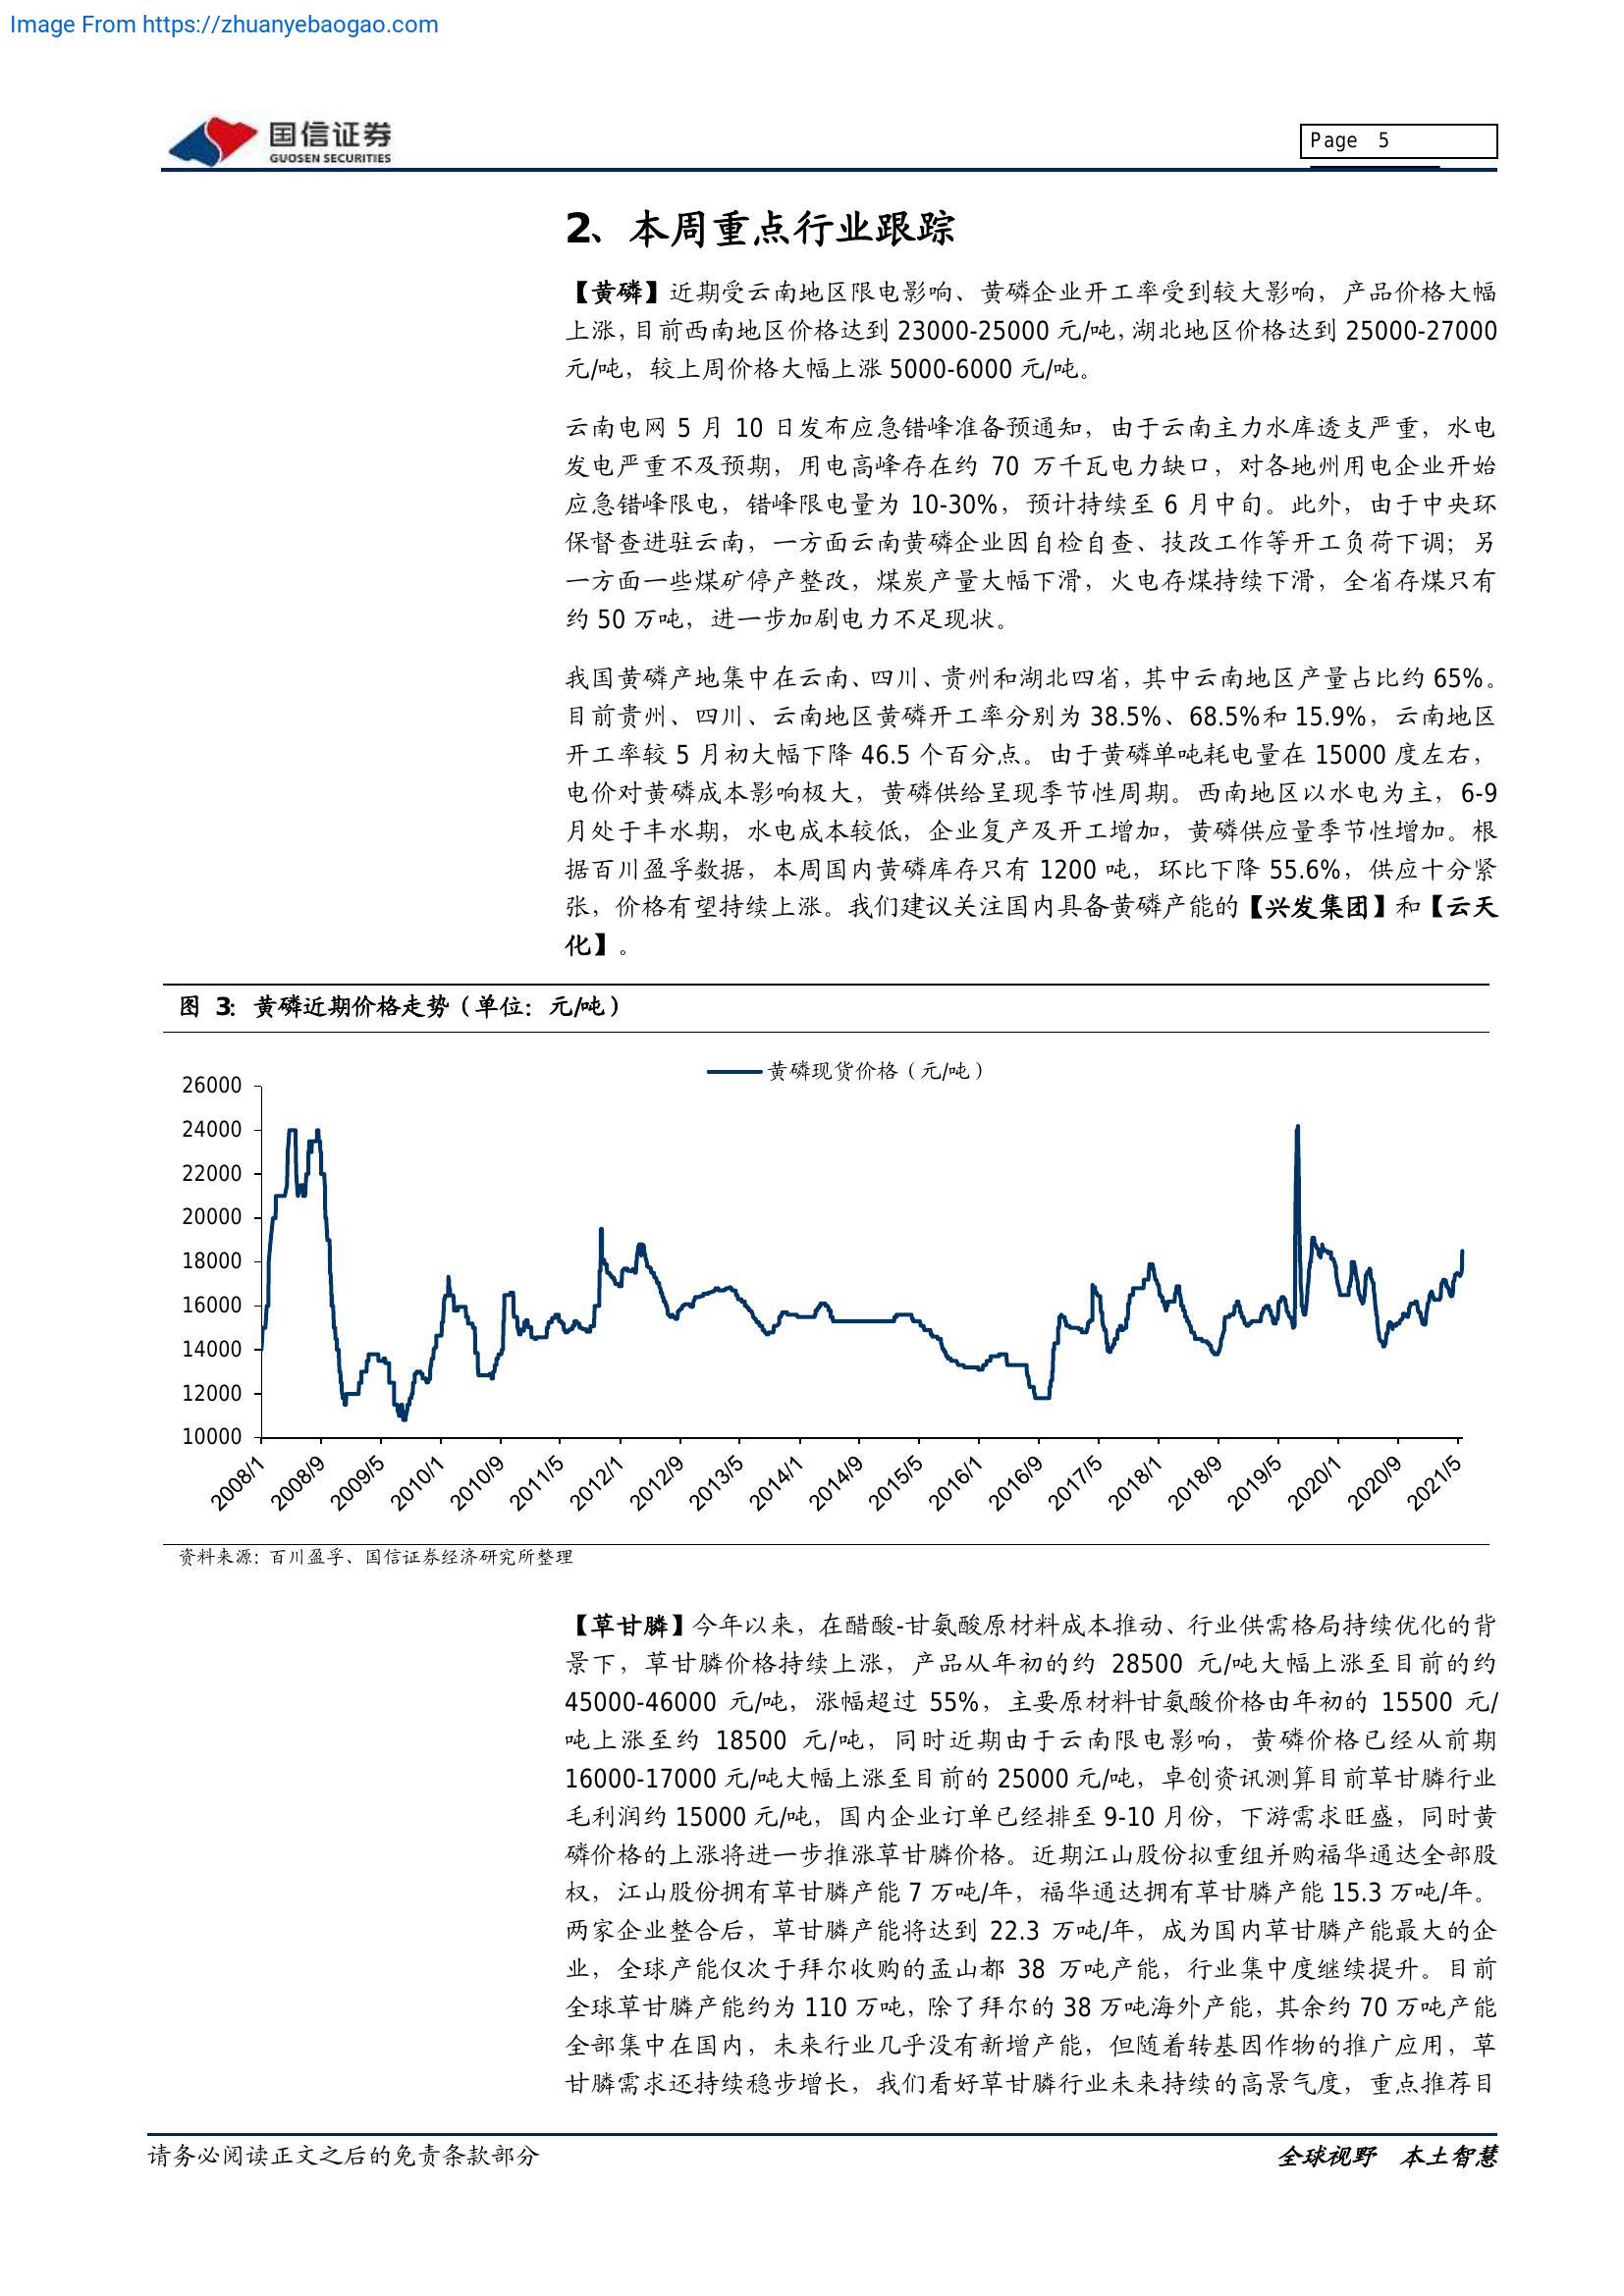 Image From https://zhuanyebaogao.com
国信证券
GUOSEN SECURITIES
Page 5
2、本周重点行业跟踪
【黄磷】近期受云南地区限电影响、黄磷企业开工率受到较大影响，产品价格大幅
上涨，目前西南地区价格达到 23000-25000 元/吨，湖北地区价格达到 25000-27000
元/吨，较上周价格大幅上涨 5000-6000 元/吨。
云南电网 5 月 10 日发布应急错峰准备预通知，由于云南主力水库透支严重，水电
发电严重不及预期，用电高峰存在约 70 万千瓦电力缺口，对各地州用电企业开始
应急错峰限电，错峰限电量为 10-30%，预计持续至 6 月中旬。此外，由于中央环
保督查进驻云南，一方面云南黄磷企业因自检自查、技改工作等开工负荷下调；另
一方面一些煤矿停产整改，煤炭产量大幅下滑，火电存煤持续下滑，全省存煤只有
约 50 万吨，进一步加剧电力不足现状。
我国黄磷产地集中在云南、四川、贵州和湖北四省，其中云南地区产量占比约 65%。
目前贵州、四川、云南地区黄磷开工率分别为 38.5%、68.5%和 15.9%，云南地区
开工率较 5 月初大幅下降 46.5 个百分点。由于黄磷单吨耗电量在 15000 度左右，
电价对黄磷成本影响极大，黄磷供给呈现季节性周期。西南地区以水电为主，6-9
月处于丰水期，水电成本较低，企业复产及开工增加，黄磷供应量季节性增加。根
据百川盈孚数据，本周国内黄磷库存只有 1200 吨，环比下降 55.6%，供应十分紧
张，价格有望持续上涨。我们建议关注国内具备黄磷产能的【兴发集团】和【云天
化】。
图 3：黄磷近期价格走势（单位：元/吨）
黄磷现货价格（元/吨）
26000
24000
22000
20000
18000
16000
14000
12000
10000
2008/1 2008/9 2009/5 2010/1 2010/9 2011/5 2012/1 2012/9 2013/5 2014/1 2014/9 2015/5 2016/1 2016/9 2017/5 2018/1 2018/9 2019/5 2020/1 2020/9 2021/5
资料来源：百川盈孚、国信证券经济研究所整理
【草甘膦】今年以来，在醋酸-甘氨酸原材料成本推动、行业供需格局持续优化的背
景下，草甘膦价格持续上涨，产品从年初的约 28500 元/吨大幅上涨至目前的约
45000-46000 元/吨，涨幅超过 55%，主要原材料甘氨酸价格由年初的 15500 元/
吨上涨至约 18500 元/吨，同时近期由于云南限电影响，黄磷价格已经从前期
16000-17000 元/吨大幅上涨至目前的 25000 元/吨，卓创资讯测算目前草甘膦行业
毛利润约 15000 元/吨，国内企业订单已经排至 9-10 月份，下游需求旺盛，同时黄
磷价格的上涨将进一步推涨草甘膦价格。近期江山股份拟重组并购福华通达全部股
权，江山股份拥有草甘膦产能 7 万吨/年，福华通达拥有草甘膦产能 15.3 万吨/年。
两家企业整合后，草甘膦产能将达到 22.3 万吨/年，成为国内草甘膦产能最大的企
业，全球产能仅次于拜尔收购的孟山都 38 万吨产能，行业集中度继续提升。目前
全球草甘膦产能约为 110 万吨，除了拜尔的 38 万吨海外产能，其余约 70 万吨产能
全部集中在国内，未来行业几乎没有新增产能，但随着转基因作物的推广应用，草
甘膦需求还持续稳步增长，我们看好草甘膦行业未来持续的高景气度，重点推荐目
请务必阅读正文之后的免责条款部分
全球视野 本土智慧